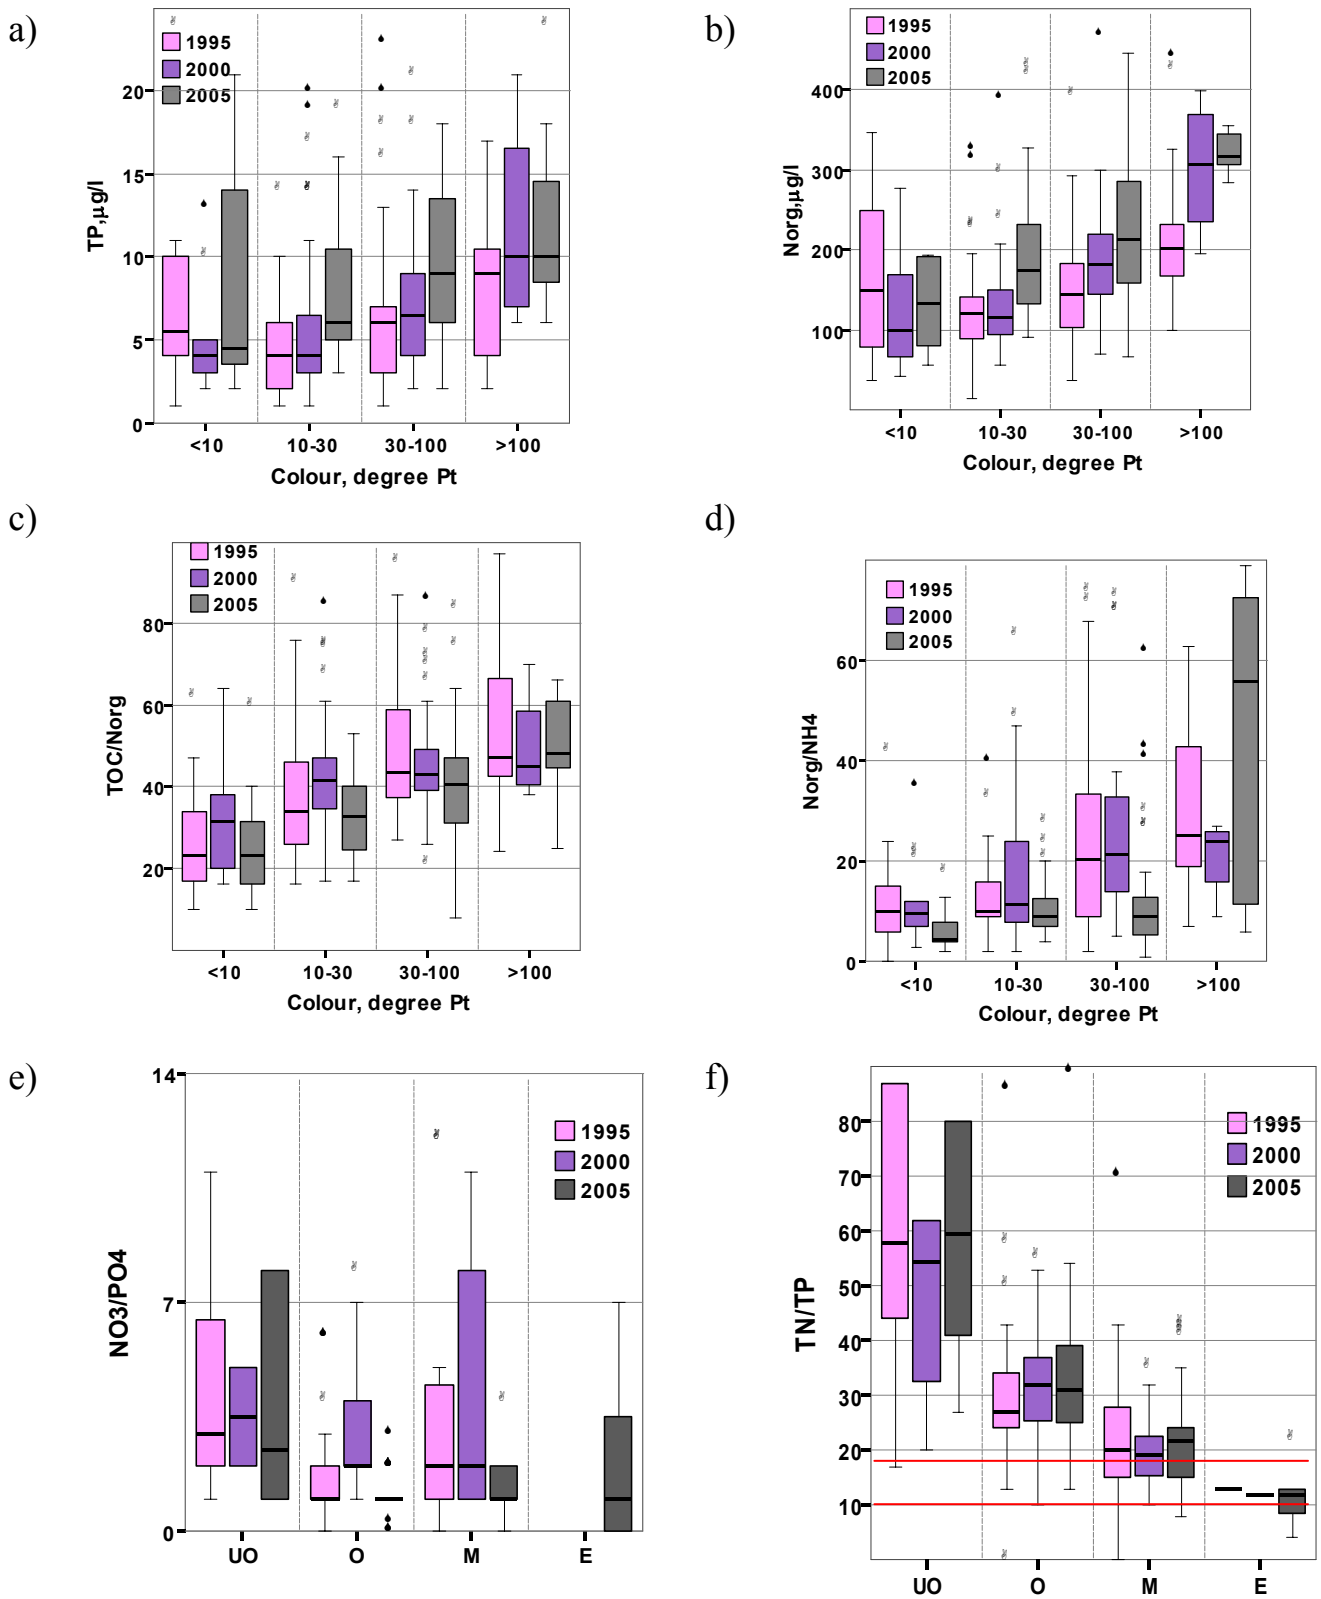 a)
1995
2000
2005
20
15
10
5
0
TP,µg/l
<10 10-30 30-100 >100
Colour, degree Pt
b)
1995
2000
2005
400
300
200
100
Norg,µg/l
<10 10-30 30-100 >100
Colour, degree Pt
c)
1995
2000
2005
80
60
40
20
TOC/Norg
<10 10-30 30-100 >100
Colour, degree Pt
d)
1995
2000
2005
60
40
20
0
Norg/NH4
<10 10-30 30-100 >100
Colour, degree Pt
e)
1995
2000
2005
14
7
0
NO3/PO4
UO O M E
f)
1995
2000
2005
80
70
60
50
40
30
20
10
TN/TP
UO O M E